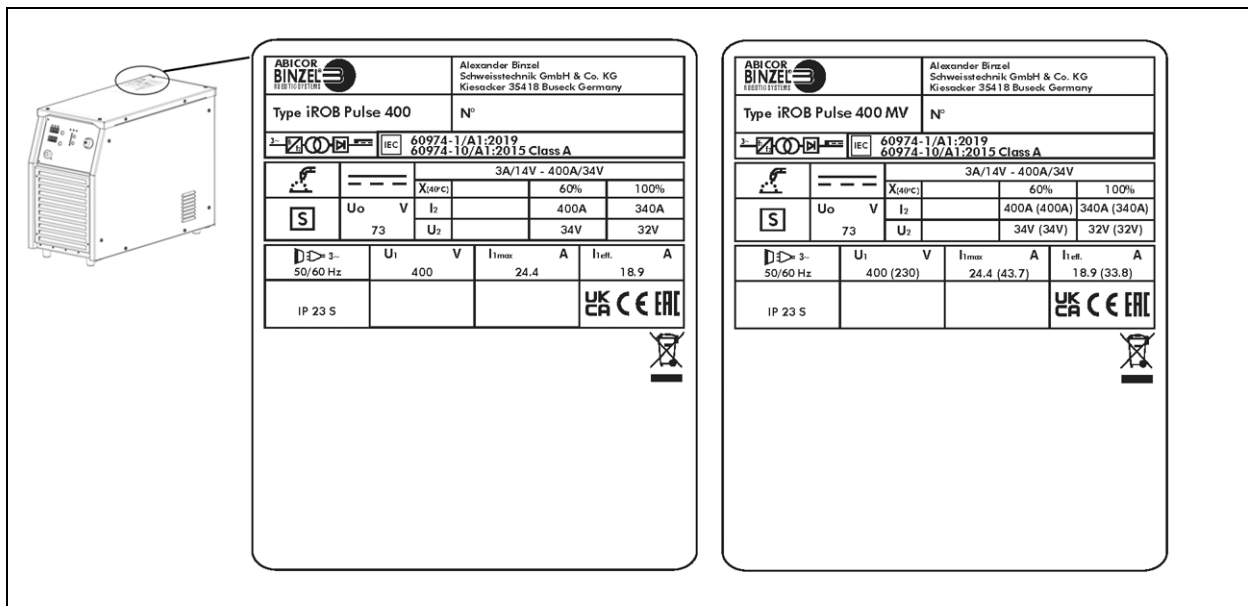 ABICOR
BINZEL®
ROBOTIC SYSTEMS
Alexander Binzel
Schweisstechnik GmbH & Co. KG
Kiesacker 35418 Buseck Germany
Type iROB Pulse 400
N°
3~
IEC
60974-1/A1:2019
60974-10/A1:2015 Class A
3A/14V - 400A/34V
X(40°C)
60%
100%
S
U₀ V
73
I₂
400A
340A
U₂
34V
32V
3~
50/60 Hz
U₁ V
400
I₁max A
24.4
I₁eff. A
18.9
IP 23 S
UK
CA
CE
EAC
ABICOR
BINZEL®
ROBOTIC SYSTEMS
Alexander Binzel
Schweisstechnik GmbH & Co. KG
Kiesacker 35418 Buseck Germany
Type iROB Pulse 400 MV
N°
3~
IEC
60974-1/A1:2019
60974-10/A1:2015 Class A
3A/14V - 400A/34V
X(40°C)
60%
100%
S
U₀ V
73
I₂
400A (400A)
340A (340A)
U₂
34V (34V)
32V (32V)
3~
50/60 Hz
U₁ V
400 (230)
I₁max A
24.4 (43.7)
I₁eff. A
18.9 (33.8)
IP 23 S
UK
CA
CE
EAC